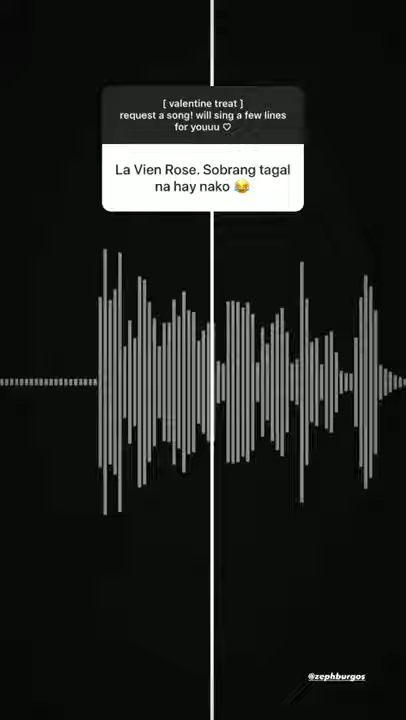 [ valentine treat ]
request a song! will sing a few lines
for youuu ♡
La Vien Rose. Sobrang tagal
na hay nako 😂
@zephburgos